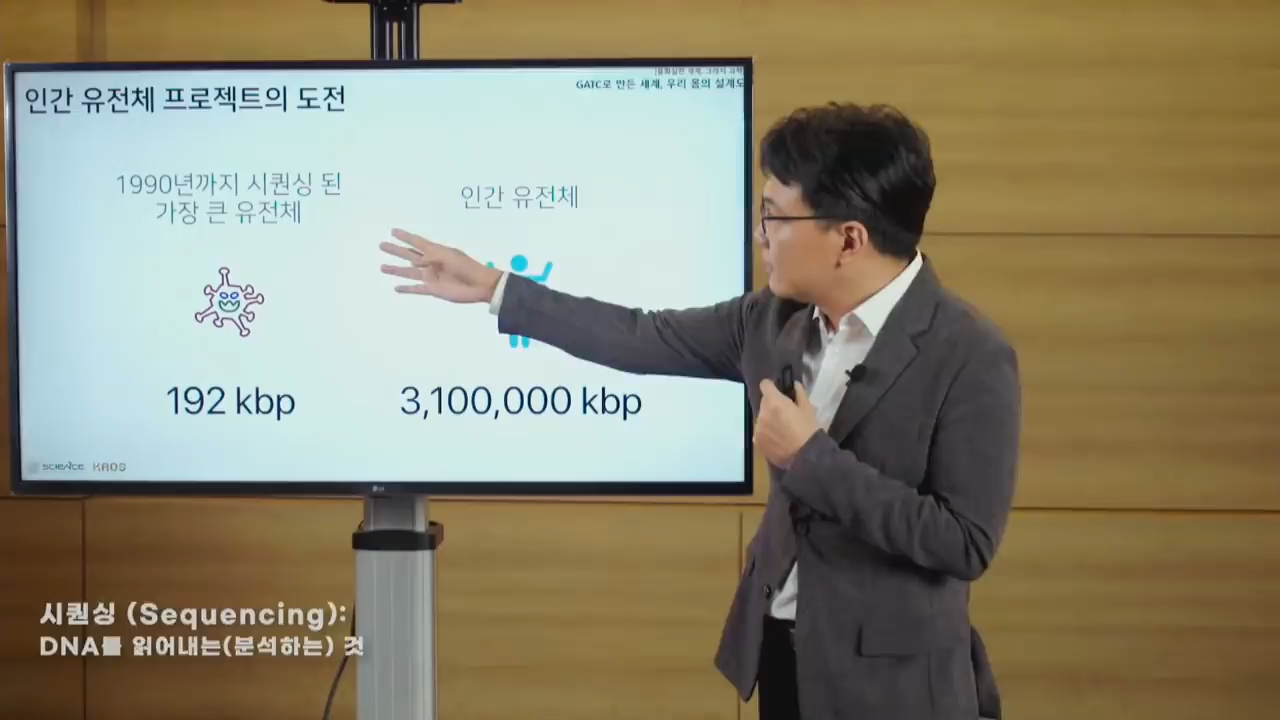 GATC로 만든 세계, 우리 몸의 설계도
인간 유전체 프로젝트의 도전
1990년까지 시퀀싱 된
가장 큰 유전체
인간 유전체
192 kbp
3,100,000 kbp
SCIENCE KAOS
LG
시퀀싱 (Sequencing):
DNA를 읽어내는(분석하는) 것